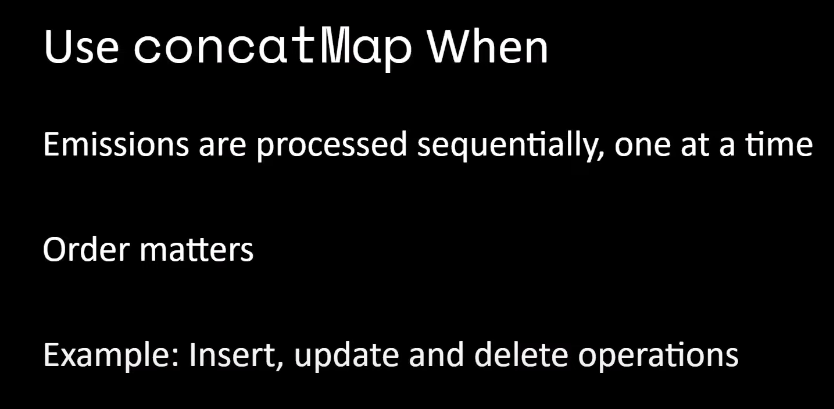 Use concatMap When
Emissions are processed sequentially, one at a time
Order matters
Example: Insert, update and delete operations